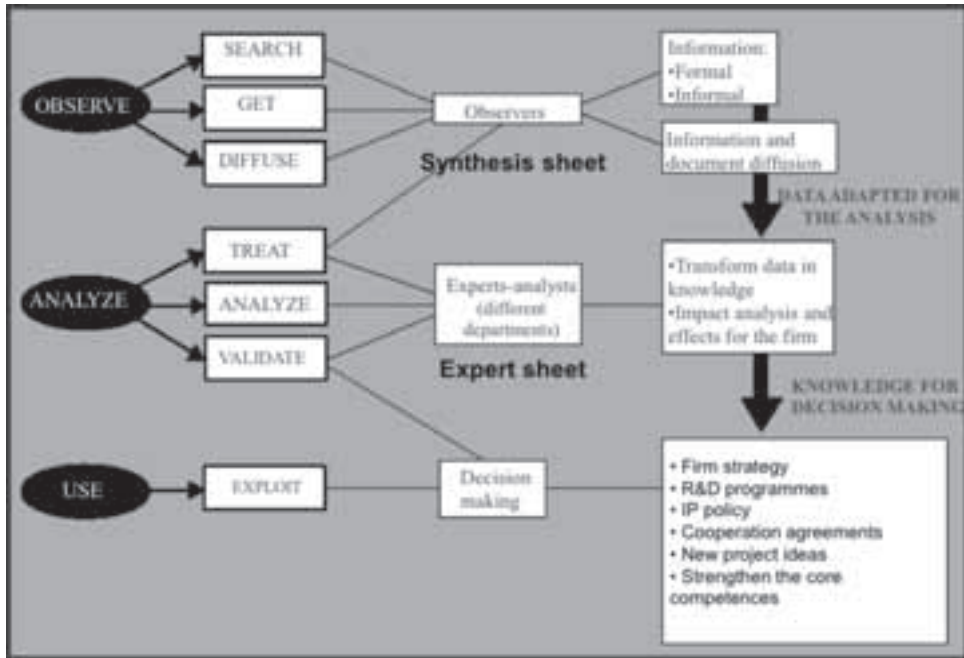 OBSERVE
SEARCH
GET
DIFFUSE
Observers
Synthesis sheet
Information:
•Formal
•Informal
Information and
document diffusion
DATA ADAPTED FOR
THE ANALYSIS
ANALYZE
TREAT
ANALYZE
VALIDATE
Experts-analysts
(different
departments)
Expert sheet
•Transform data in
knowledge
•Impact analysis and
effects for the firm
KNOWLEDGE FOR
DECISION MAKING
USE
EXPLOIT
Decision
making
• Firm strategy
• R&D programmes
• IP policy
• Cooperation agreements
• New project ideas
• Strengthen the core
competences